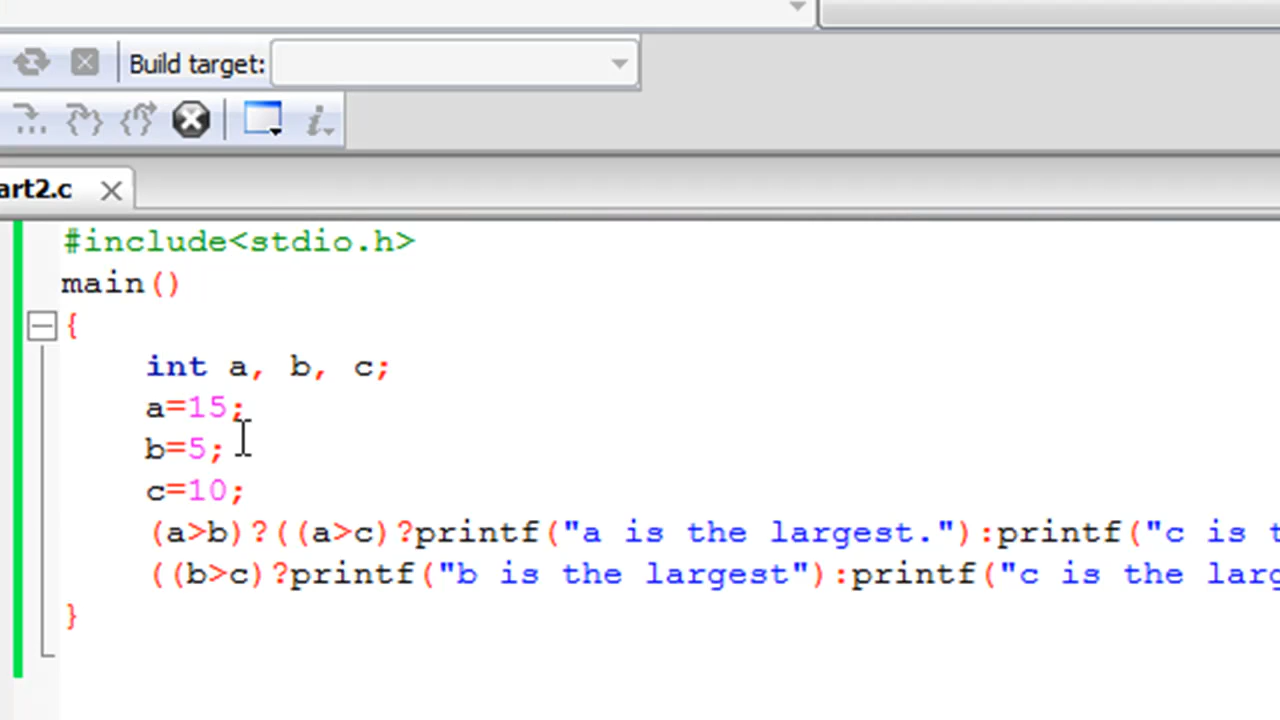 Build target:
art2.c
#include<stdio.h>
main()
{
int a, b, c;
a=15;
b=5;
c=10;
(a>b)?((a>c)?printf("a is the largest."):printf("c is t
((b>c)?printf("b is the largest"):printf("c is the larg
}